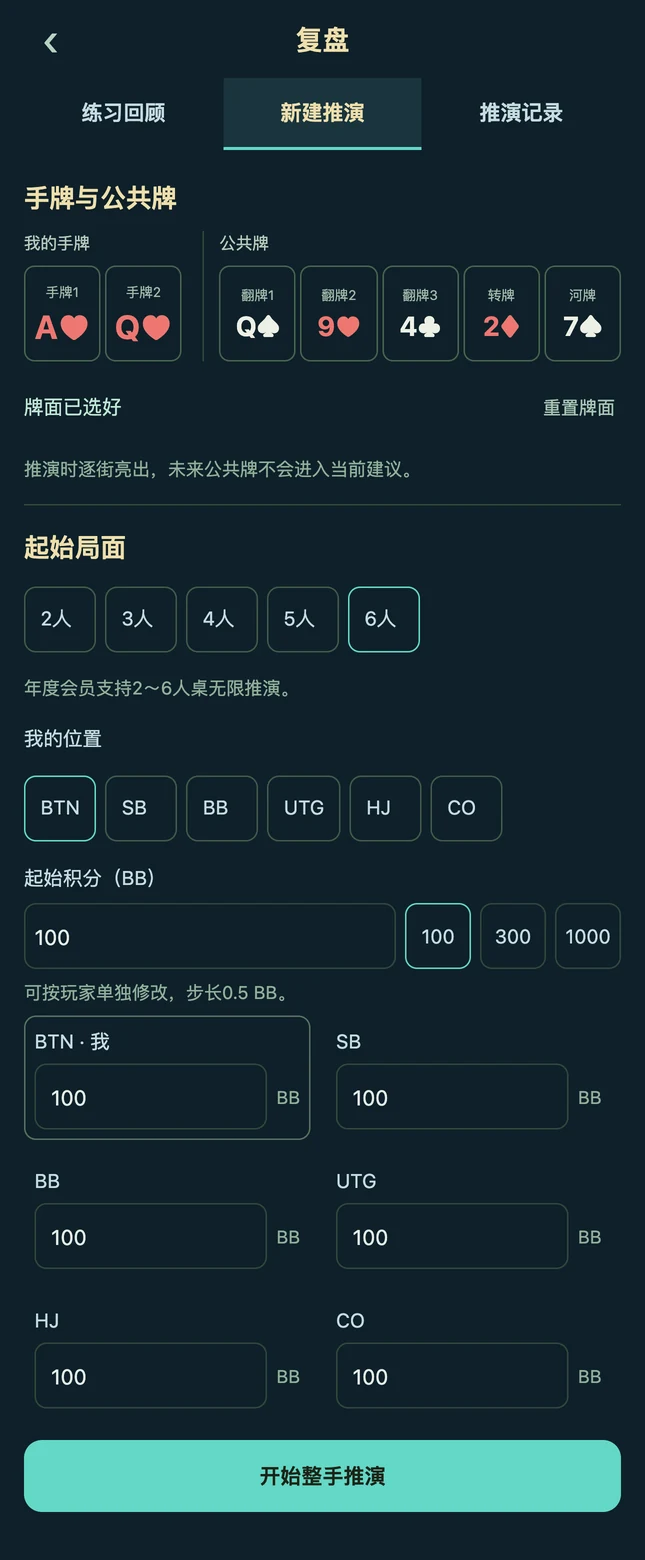 复盘
练习回顾 新建推演 推演记录
手牌与公共牌
我的手牌 公共牌
手牌1 手牌2 翻牌1 翻牌2 翻牌3 转牌 河牌
A♥ Q♥ Q♠ 9♥ 4♣ 2♦ 7♠
牌面已选好 重置牌面
推演时逐街亮出，未来公共牌不会进入当前建议。
起始局面
2人 3人 4人 5人 6人
年度会员支持2～6人桌无限推演。
我的位置
BTN SB BB UTG HJ CO
起始积分（BB）
100 100 300 1000
可按玩家单独修改，步长0.5 BB。
BTN · 我 SB
100 BB 100 BB
BB UTG
100 BB 100 BB
HJ CO
100 BB 100 BB
开始整手推演